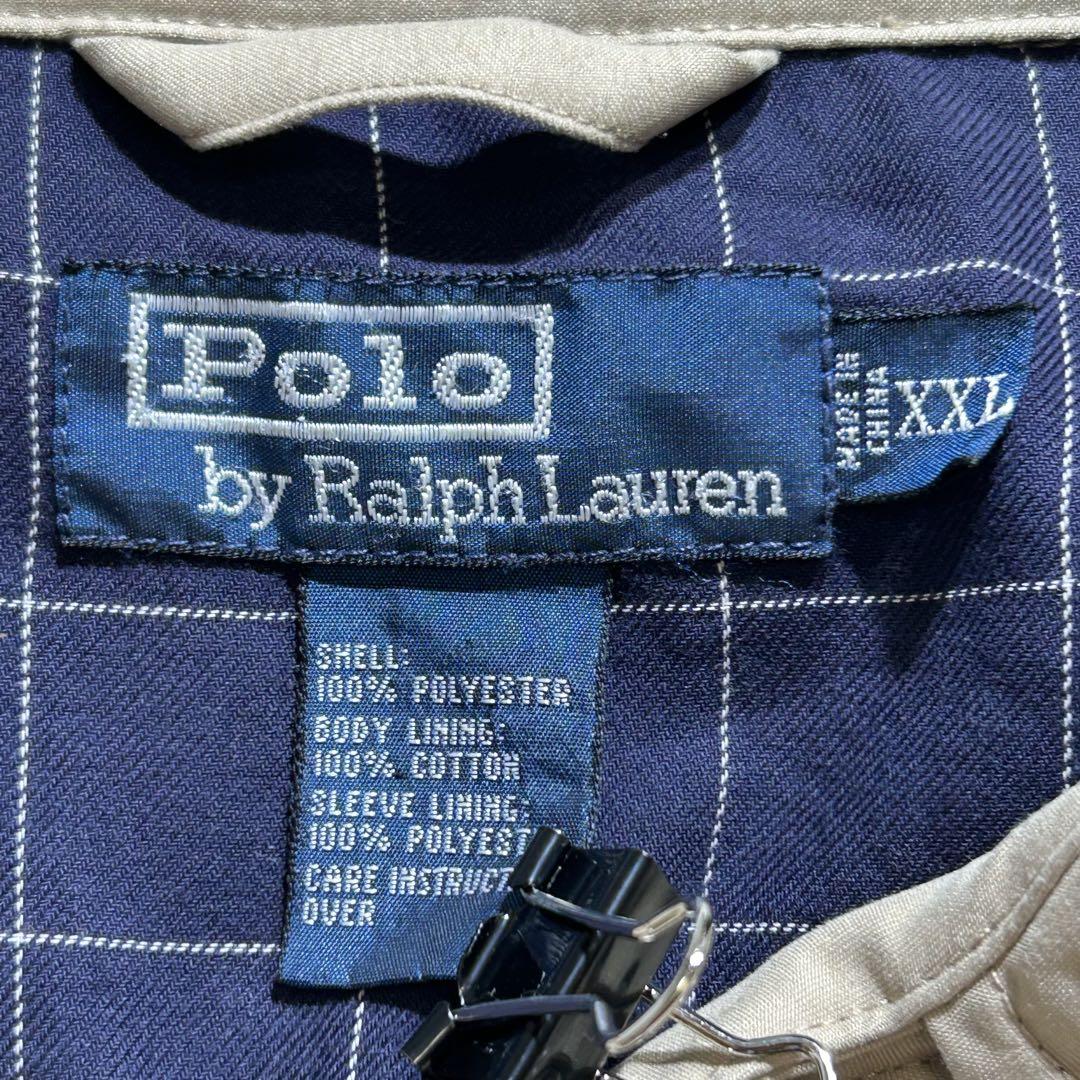 Polo
by Ralph Lauren
MADE IN
CHINA
XXL
SHELL:
100% POLYESTER
BODY LINING:
100% COTTON
SLEEVE LINING:
100% POLYEST
CARE INSTRUCT
OVER